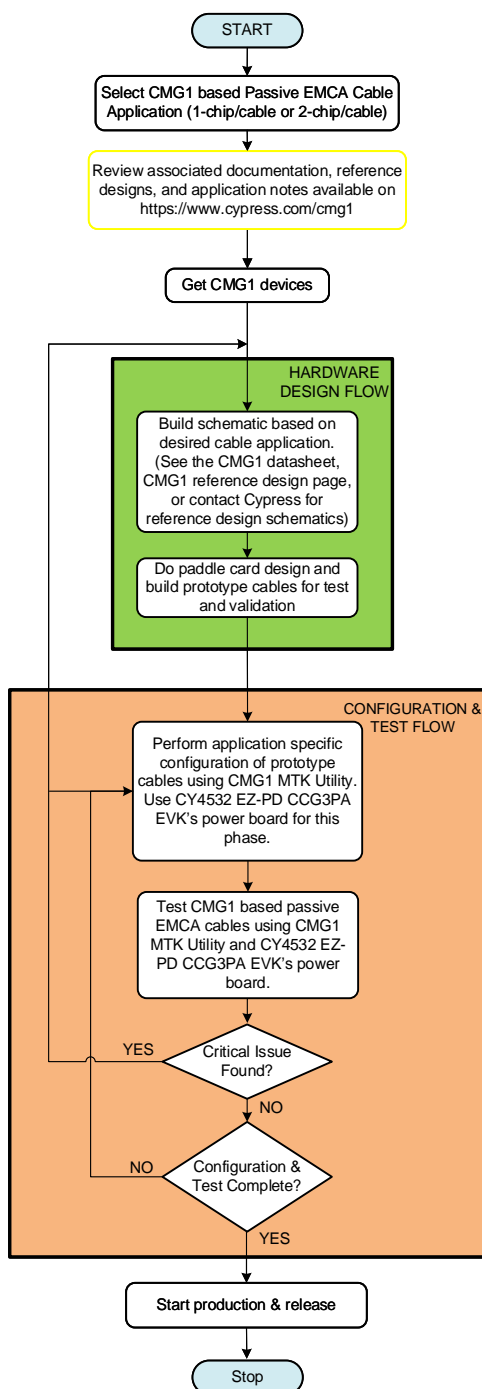 START
Select CMG1 based Passive EMCA Cable
Application (1-chip/cable or 2-chip/cable)
Review associated documentation, reference
designs, and application notes available on
https://www.cypress.com/cmg1
Get CMG1 devices
HARDWARE
DESIGN FLOW
Build schematic based on
desired cable application.
(See the CMG1 datasheet,
CMG1 reference design page,
or contact Cypress for
reference design schematics)
Do paddle card design and
build prototype cables for test
and validation
CONFIGURATION &
TEST FLOW
Perform application specific
configuration of prototype
cables using CMG1 MTK Utility.
Use CY4532 EZ-PD CCG3PA
EVK's power board for this
phase.
Test CMG1 based passive
EMCA cables using CMG1
MTK Utility and CY4532 EZ-
PD CCG3PA EVK's power
board.
YES
Critical Issue
Found?
NO
NO
Configuration &
Test Complete?
YES
Start production & release
Stop